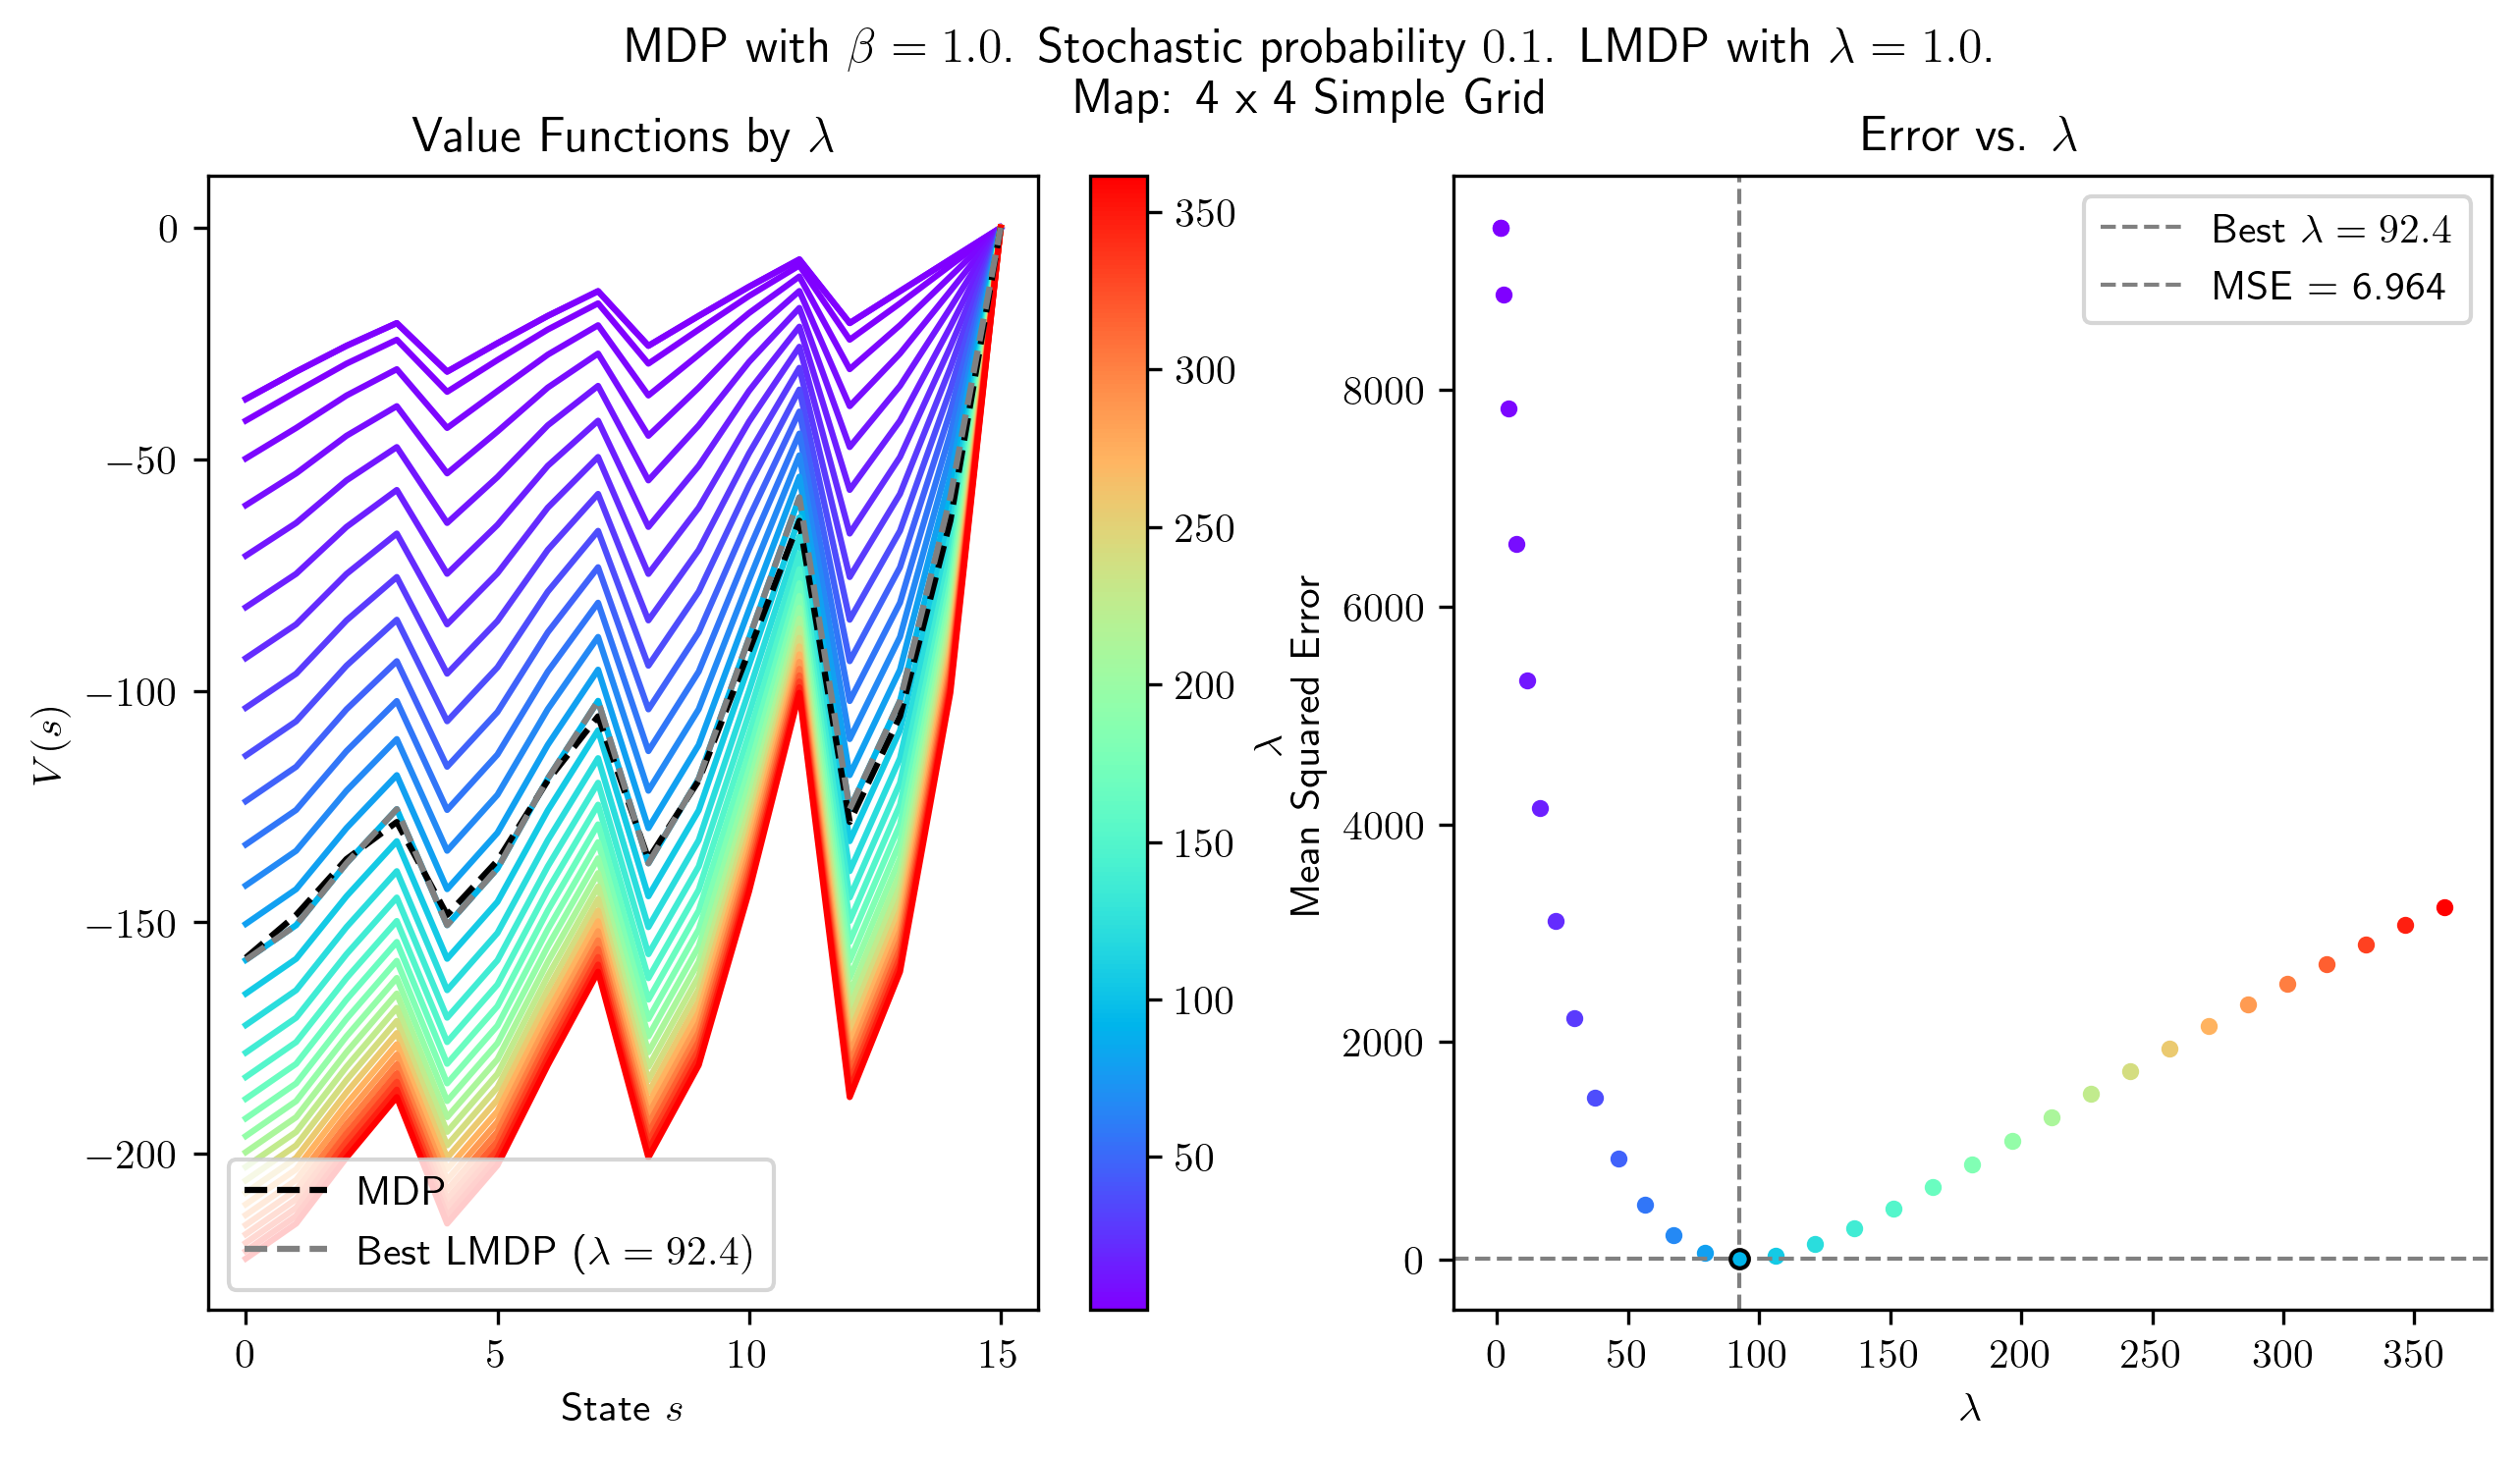 MDP with β = 1.0. Stochastic probability 0.1. LMDP with λ = 1.0.
Map: 4 x 4 Simple Grid
Value Functions by λ
0
−50
−100
−150
−200
V(s)
0
5
10
15
State s
MDP
Best LMDP (λ = 92.4)
350
300
250
200
150
100
50
λ
Error vs. λ
Best λ = 92.4
MSE = 6.964
8000
6000
4000
2000
0
Mean Squared Error
0
50
100
150
200
250
300
350
λ